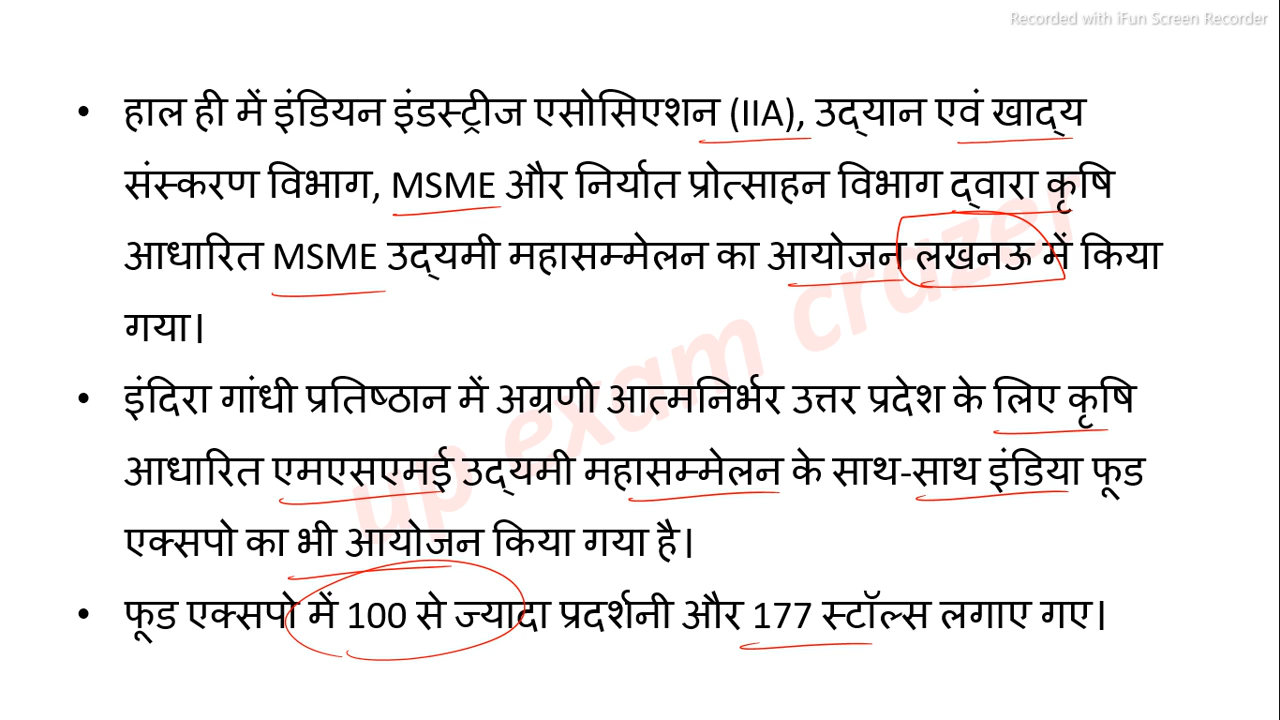 Recorded with iFun Screen Recorder
• हाल ही में इंडियन इंडस्ट्रीज एसोसिएशन (IIA), उद्यान एवं खाद्य
संस्करण विभाग, MSME और निर्यात प्रोत्साहन विभाग द्वारा कृषि
आधारित MSME उद्यमी महासम्मेलन का आयोजन लखनऊ में किया
गया।
• इंदिरा गांधी प्रतिष्ठान में अग्रणी आत्मनिर्भर उत्तर प्रदेश के लिए कृषि
आधारित एमएसएमई उद्यमी महासम्मेलन के साथ-साथ इंडिया फूड
एक्सपो का भी आयोजन किया गया है।
• फूड एक्सपो में 100 से ज्यादा प्रदर्शनी और 177 स्टॉल्स लगाए गए।
up exam crazer